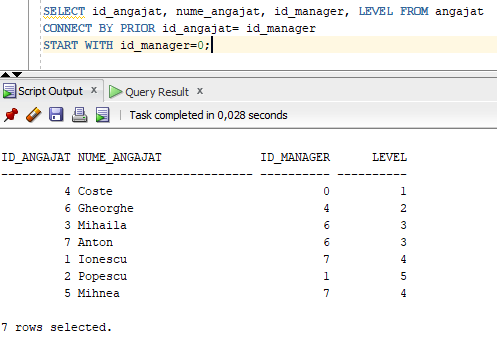 SELECT id_angajat, nume_angajat, id_manager, LEVEL FROM angajat
CONNECT BY PRIOR id_angajat= id_manager
START WITH id_manager=0;
Script Output x Query Result x
Task completed in 0,028 seconds
ID_ANGAJAT NUME_ANGAJAT ID_MANAGER LEVEL
---------- ------------------------- ---------- ----------
4 Coste 0 1
6 Gheorghe 4 2
3 Mihaila 6 3
7 Anton 6 3
1 Ionescu 7 4
2 Popescu 1 5
5 Mihnea 7 4
7 rows selected.